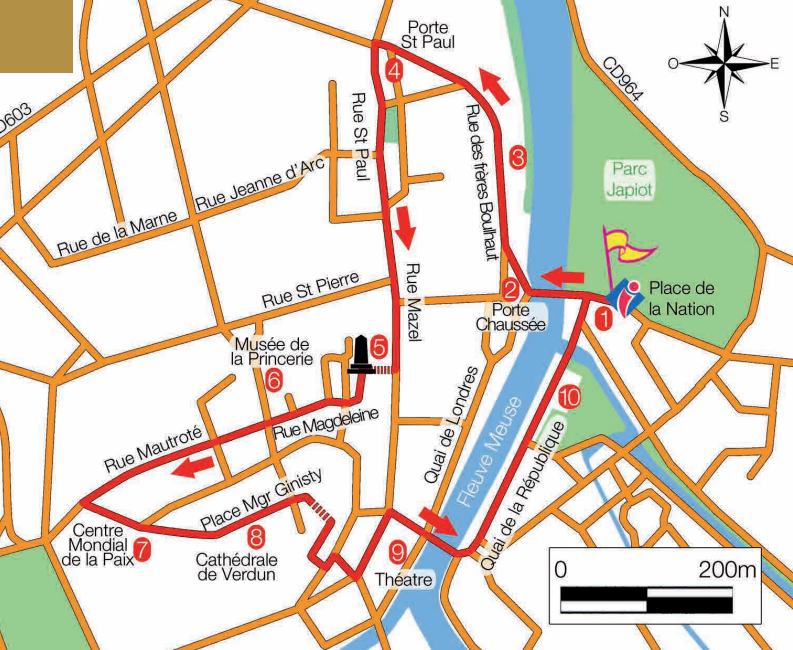 N
O
E
S
Porte
St Paul
4
CD964
D603
Rue St Paul
Rue des frères Boulhaut
3
Parc
Japiot
Rue Jeanne d'Arc
Rue de la Marne
Rue St Pierre
Rue Mazel
2
Porte
Chaussée
Place de
la Nation
1
Musée de
la Princerie
5
6
10
Rue Magdeleine
Rue Mautroté
Quai de Londres
Fleuve Meuse
Quai de la République
Place Mgr Ginisty
Centre
Mondial
de la Paix
7
8
Cathédrale
de Verdun
9
Théatre
0
200m